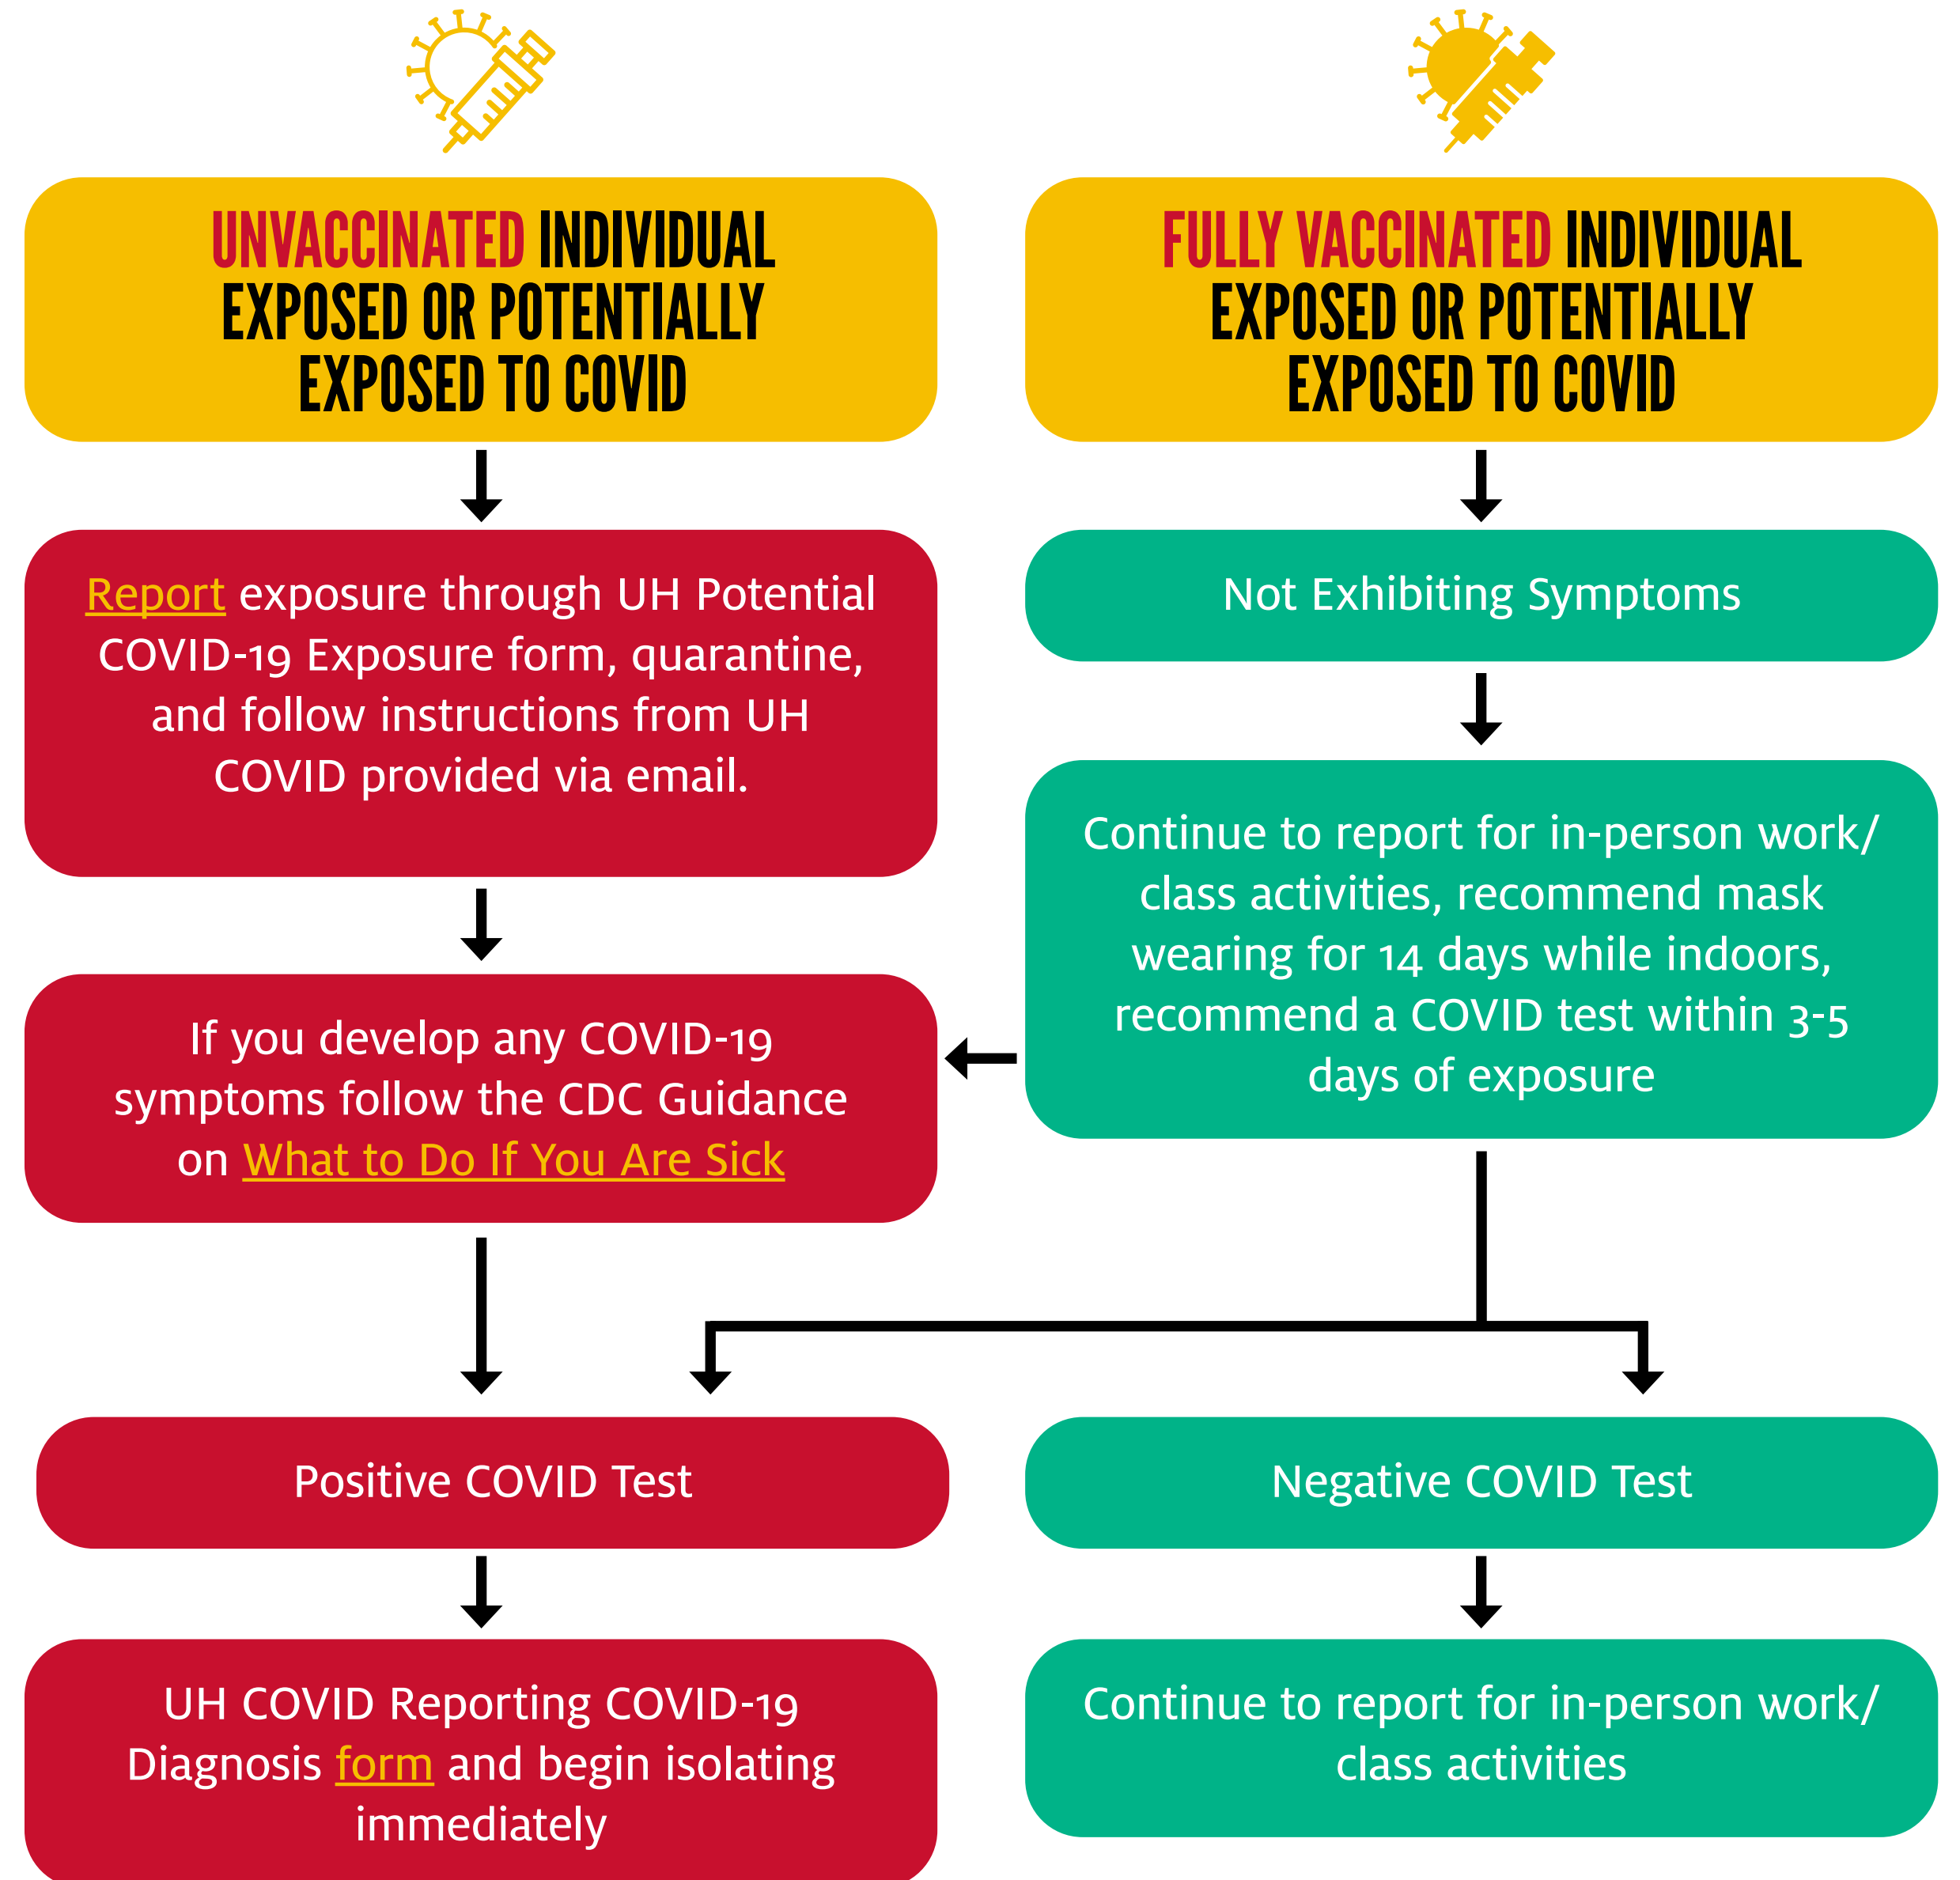 UNVACCINATED INDIVIDUAL
EXPOSED OR POTENTIALLY
EXPOSED TO COVID
Report exposure through UH Potential
COVID-19 Exposure form, quarantine,
and follow instructions from UH
COVID provided via email.
If you develop any COVID-19
symptoms follow the CDC Guidance
on What to Do If You Are Sick
FULLY VACCINATED INDIVIDUAL
EXPOSED OR POTENTIALLY
EXPOSED TO COVID
Not Exhibiting Symptoms
Continue to report for in-person work/
class activities, recommend mask
wearing for 14 days while indoors,
recommend a COVID test within 3-5
days of exposure
Positive COVID Test
UH COVID Reporting COVID-19
Diagnosis form and begin isolating
immediately
Negative COVID Test
Continue to report for in-person work/
class activities